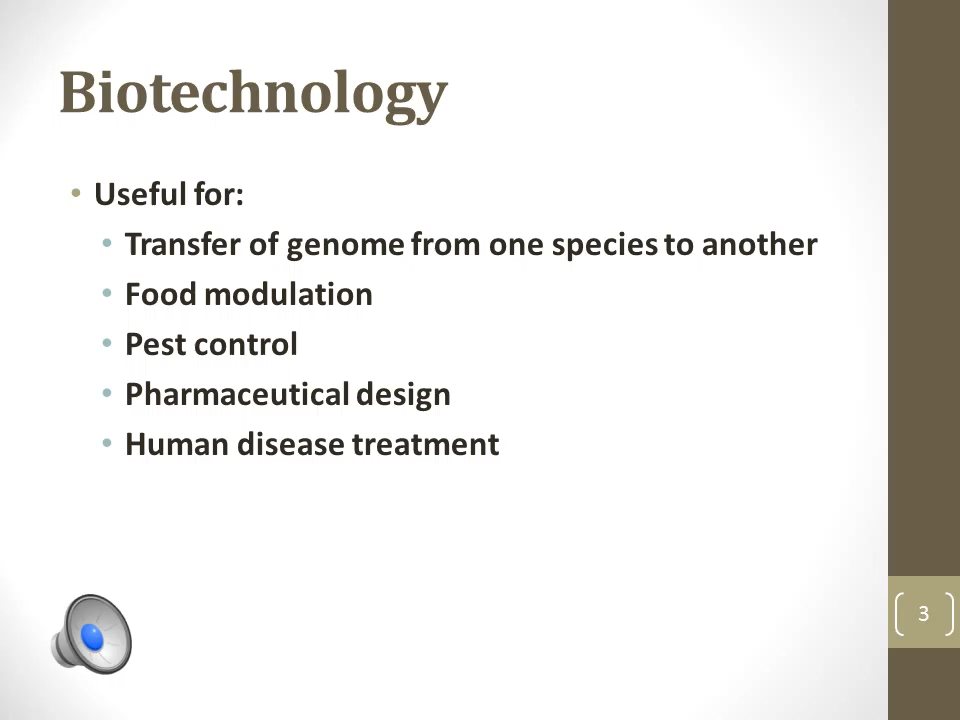 Biotechnology
• Useful for:
• Transfer of genome from one species to another
• Food modulation
• Pest control
• Pharmaceutical design
• Human disease treatment
3